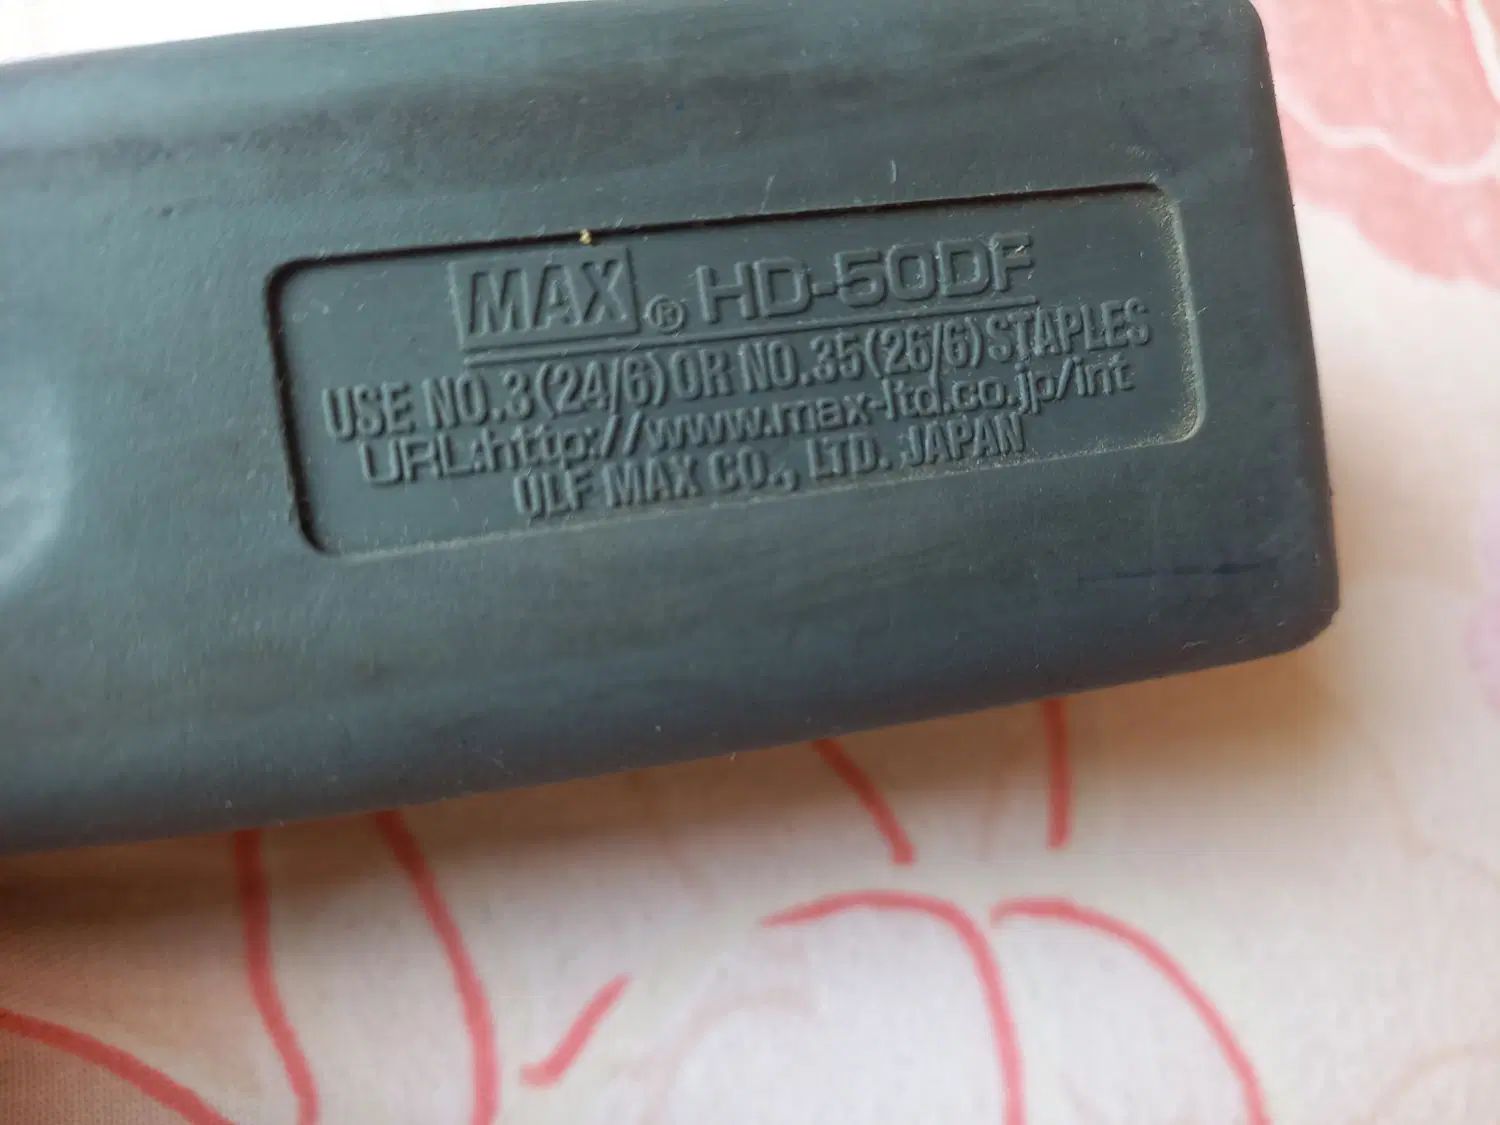 MAX® HD-50DF
USE NO.3(24/6)OR NO.35(26/6)STAPLES
URL:http://www.max-ltd.co.jp/int
ULF MAX CO., LTD. JAPAN